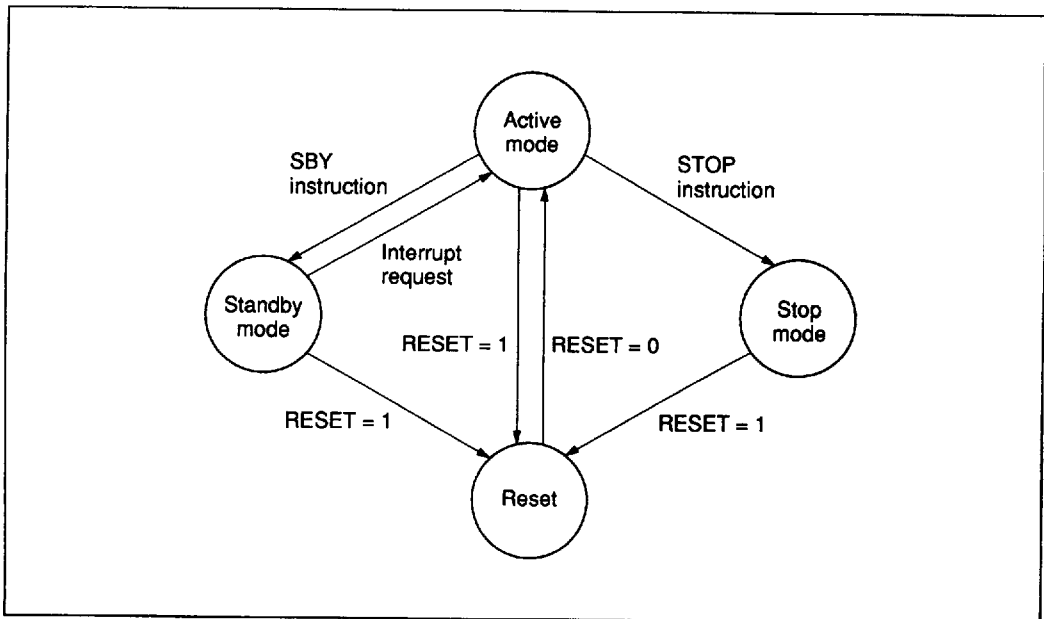 Active
mode
SBY
instruction
STOP
instruction
Interrupt
request
Standby
mode
Stop
mode
RESET = 1
RESET = 0
RESET = 1
RESET = 1
Reset